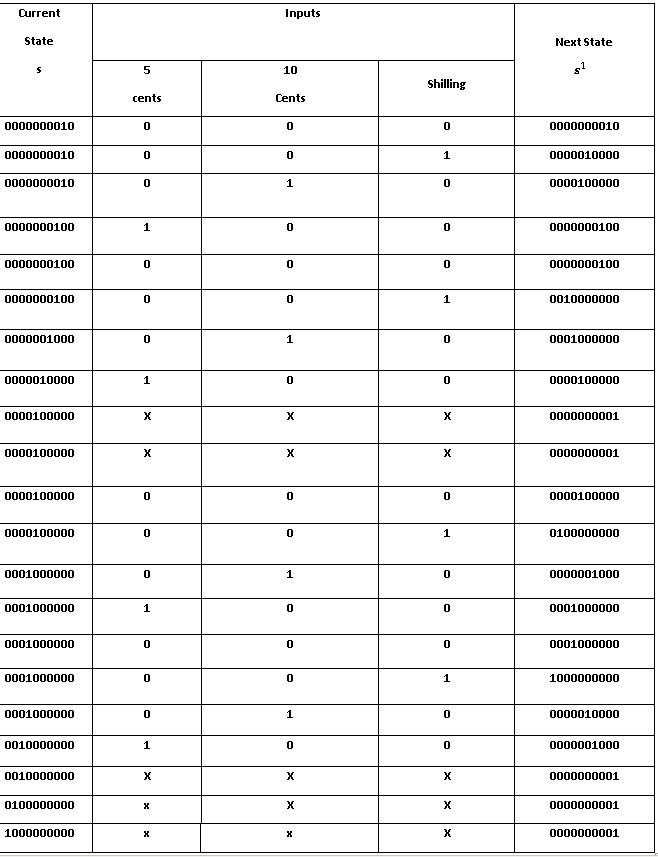 Current State s Inputs Next State s¹
5 cents 10 Cents Shilling
0000000010 0 0 0 0000000010
0000000010 0 0 1 0000010000
0000000010 0 1 0 0000100000
0000000100 1 0 0 0000000100
0000000100 0 0 0 0000000100
0000000100 0 0 1 0010000000
0000001000 0 1 0 0001000000
0000010000 1 0 0 0000100000
0000100000 X X X 0000000001
0000100000 X X X 0000000001
0000100000 0 0 0 0000100000
0000100000 0 0 1 0100000000
0001000000 0 1 0 0000001000
0001000000 1 0 0 0001000000
0001000000 0 0 0 0001000000
0001000000 0 0 1 1000000000
0001000000 0 1 0 0000010000
0010000000 1 0 0 0000001000
0010000000 X X X 0000000001
0100000000 x X X 0000000001
1000000000 x x X 0000000001